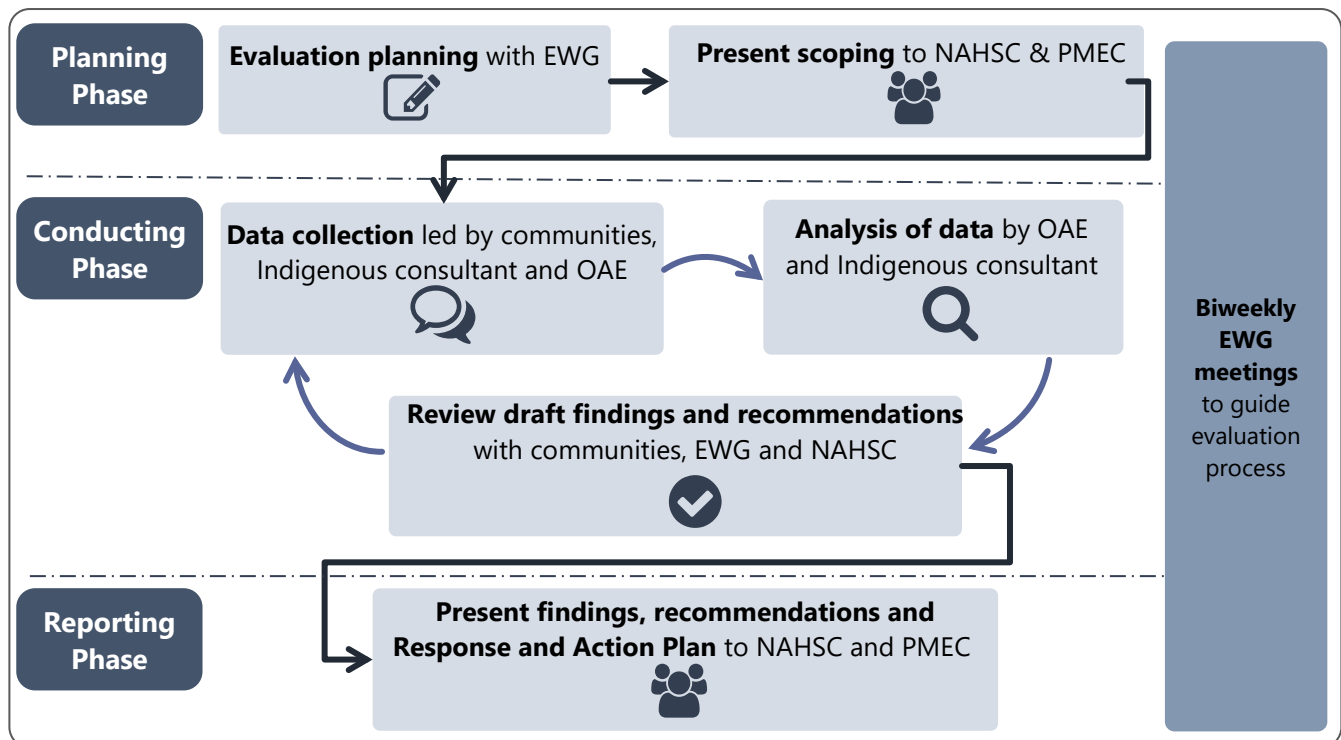 Planning
Phase
Evaluation planning with EWG
Present scoping to NAHSC & PMEC
Conducting
Phase
Data collection led by communities,
Indigenous consultant and OAE
Analysis of data by OAE
and Indigenous consultant
Review draft findings and recommendations
with communities, EWG and NAHSC
Reporting
Phase
Present findings, recommendations and
Response and Action Plan to NAHSC and PMEC
Biweekly
EWG
meetings
to guide
evaluation
process